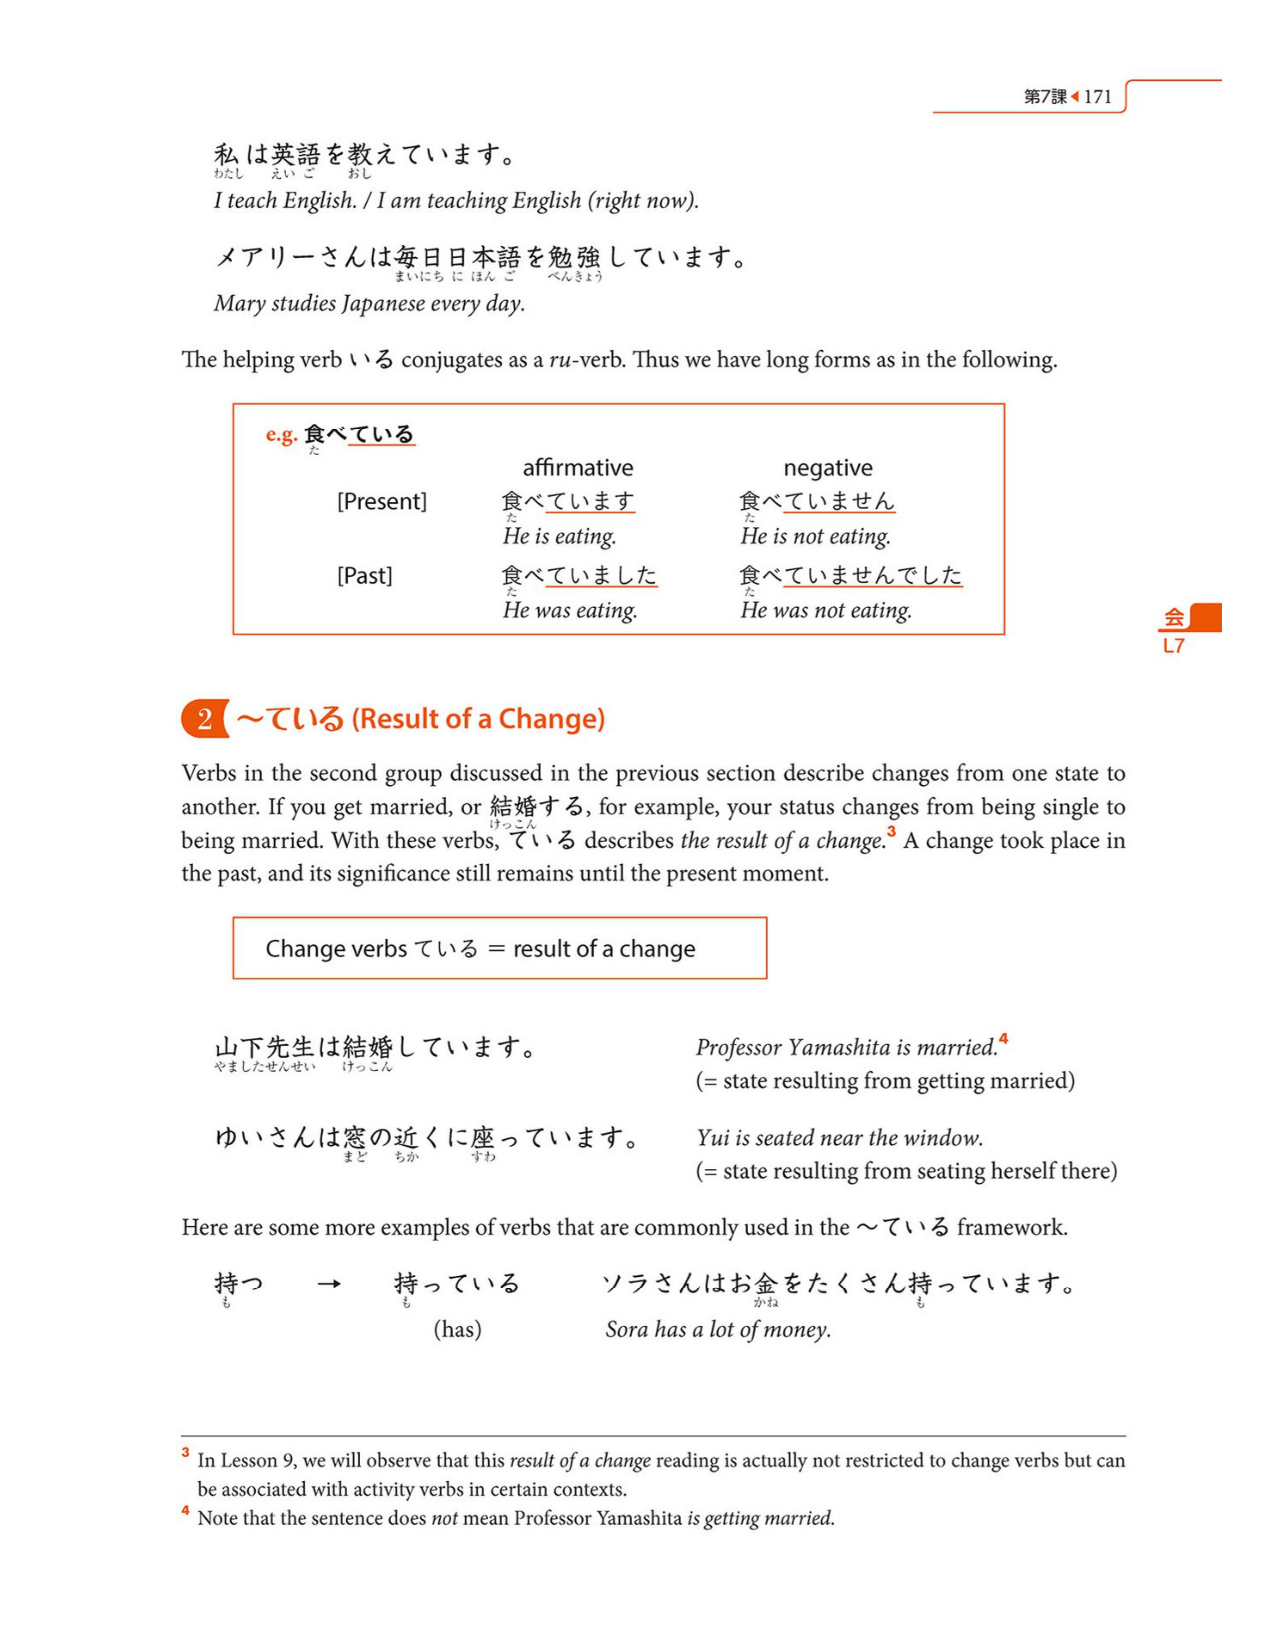 第7課 ◀ 171
私は英語を教えています。
わたし えいご おし
I teach English. / I am teaching English (right now).
メアリーさんは毎日日本語を勉強しています。
まいにち に ほん ご べんきょう
Mary studies Japanese every day.
The helping verb いる conjugates as a ru-verb. Thus we have long forms as in the following.
e.g. 食べている
た
affirmative negative
[Present] 食べています 食べていません
た た
He is eating. He is not eating.
[Past] 食べていました 食べていませんでした
た た
He was eating. He was not eating.
会
L7
2 〜ている (Result of a Change)
Verbs in the second group discussed in the previous section describe changes from one state to
another. If you get married, or 結婚する, for example, your status changes from being single to
けっこん
being married. With these verbs, ている describes the result of a change.3 A change took place in
the past, and its significance still remains until the present moment.
Change verbs ている = result of a change
山下先生は結婚しています。 Professor Yamashita is married.4
やましたせんせい けっこん
(= state resulting from getting married)
ゆいさんは窓の近くに座っています。 Yui is seated near the window.
まど ちか すわ
(= state resulting from seating herself there)
Here are some more examples of verbs that are commonly used in the 〜ている framework.
持つ → 持っている ソラさんはお金をたくさん持っています。
も も かね も
(has) Sora has a lot of money.
3 In Lesson 9, we will observe that this result of a change reading is actually not restricted to change verbs but can
be associated with activity verbs in certain contexts.
4 Note that the sentence does not mean Professor Yamashita is getting married.